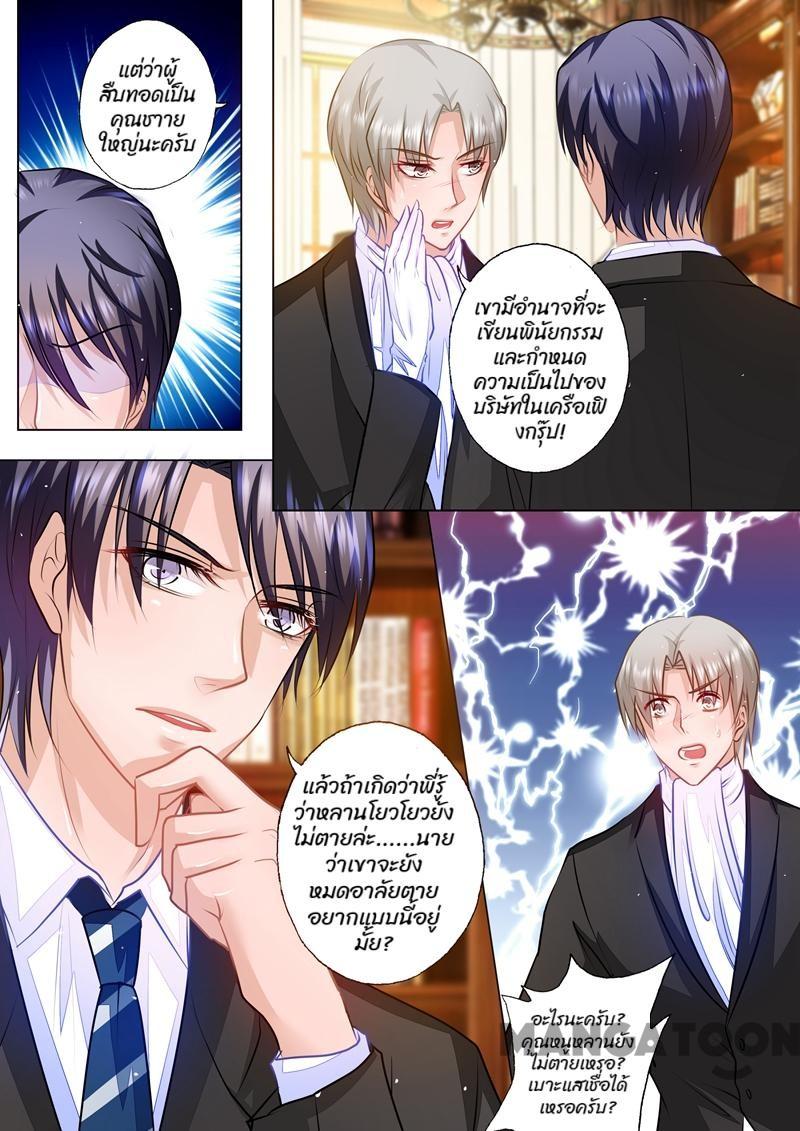 แต่ว่าผู้
สืบทอดเป็น
คุณชาาย
ใหญ่นะครับ
เขามีอำนาจที่จะ
เขียนพินัยกรรม
และกำหนด
ความเป็นไปของ
บริษัทในเครือเฟิ
งกรุ๊ป!
แล้วถ้าเกิดว่าพี่รู้
ว่าหลานโยวโยวยัง
ไม่ตายล่ะ......นาย
ว่าเขาจะยัง
หมดอาลัยตาย
อยากแบบนี้อยู่
มั้ย?
อะไรนะครับ?
คุณหนูหลานยัง
ไม่ตายเหรอ?
เบาะแสเชื่อได้
เหรอครับ?
MANGATOON